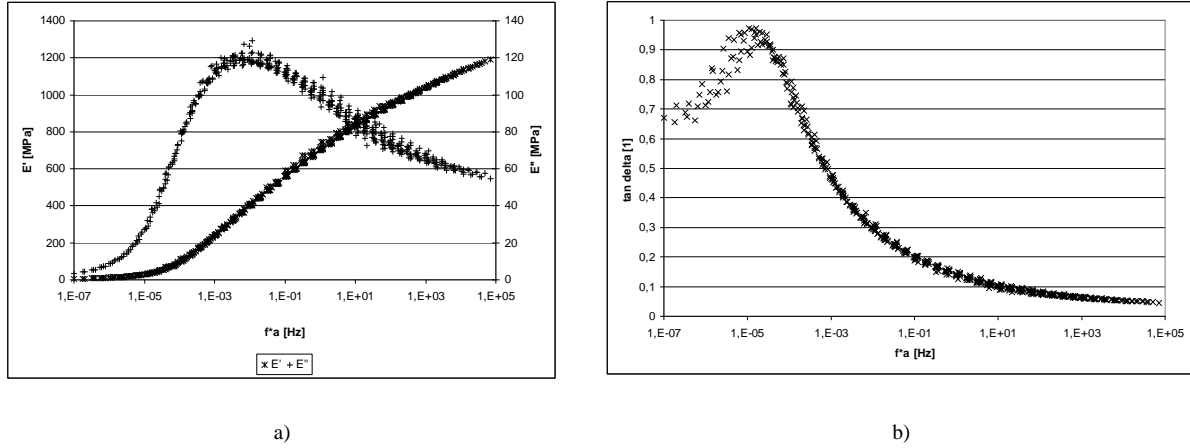 1400
1200
1000
800
600
400
200
0
E' [MPa]
140
120
100
80
60
40
20
0
E" [MPa]
1,E-07 1,E-05 1,E-03 1,E-01 1,E+01 1,E+03 1,E+05
f*a [Hz]
E' + E"
a)
1
0,9
0,8
0,7
0,6
0,5
0,4
0,3
0,2
0,1
0
tan delta [1]
1,E-07 1,E-05 1,E-03 1,E-01 1,E+01 1,E+03 1,E+05
f*a [Hz]
b)